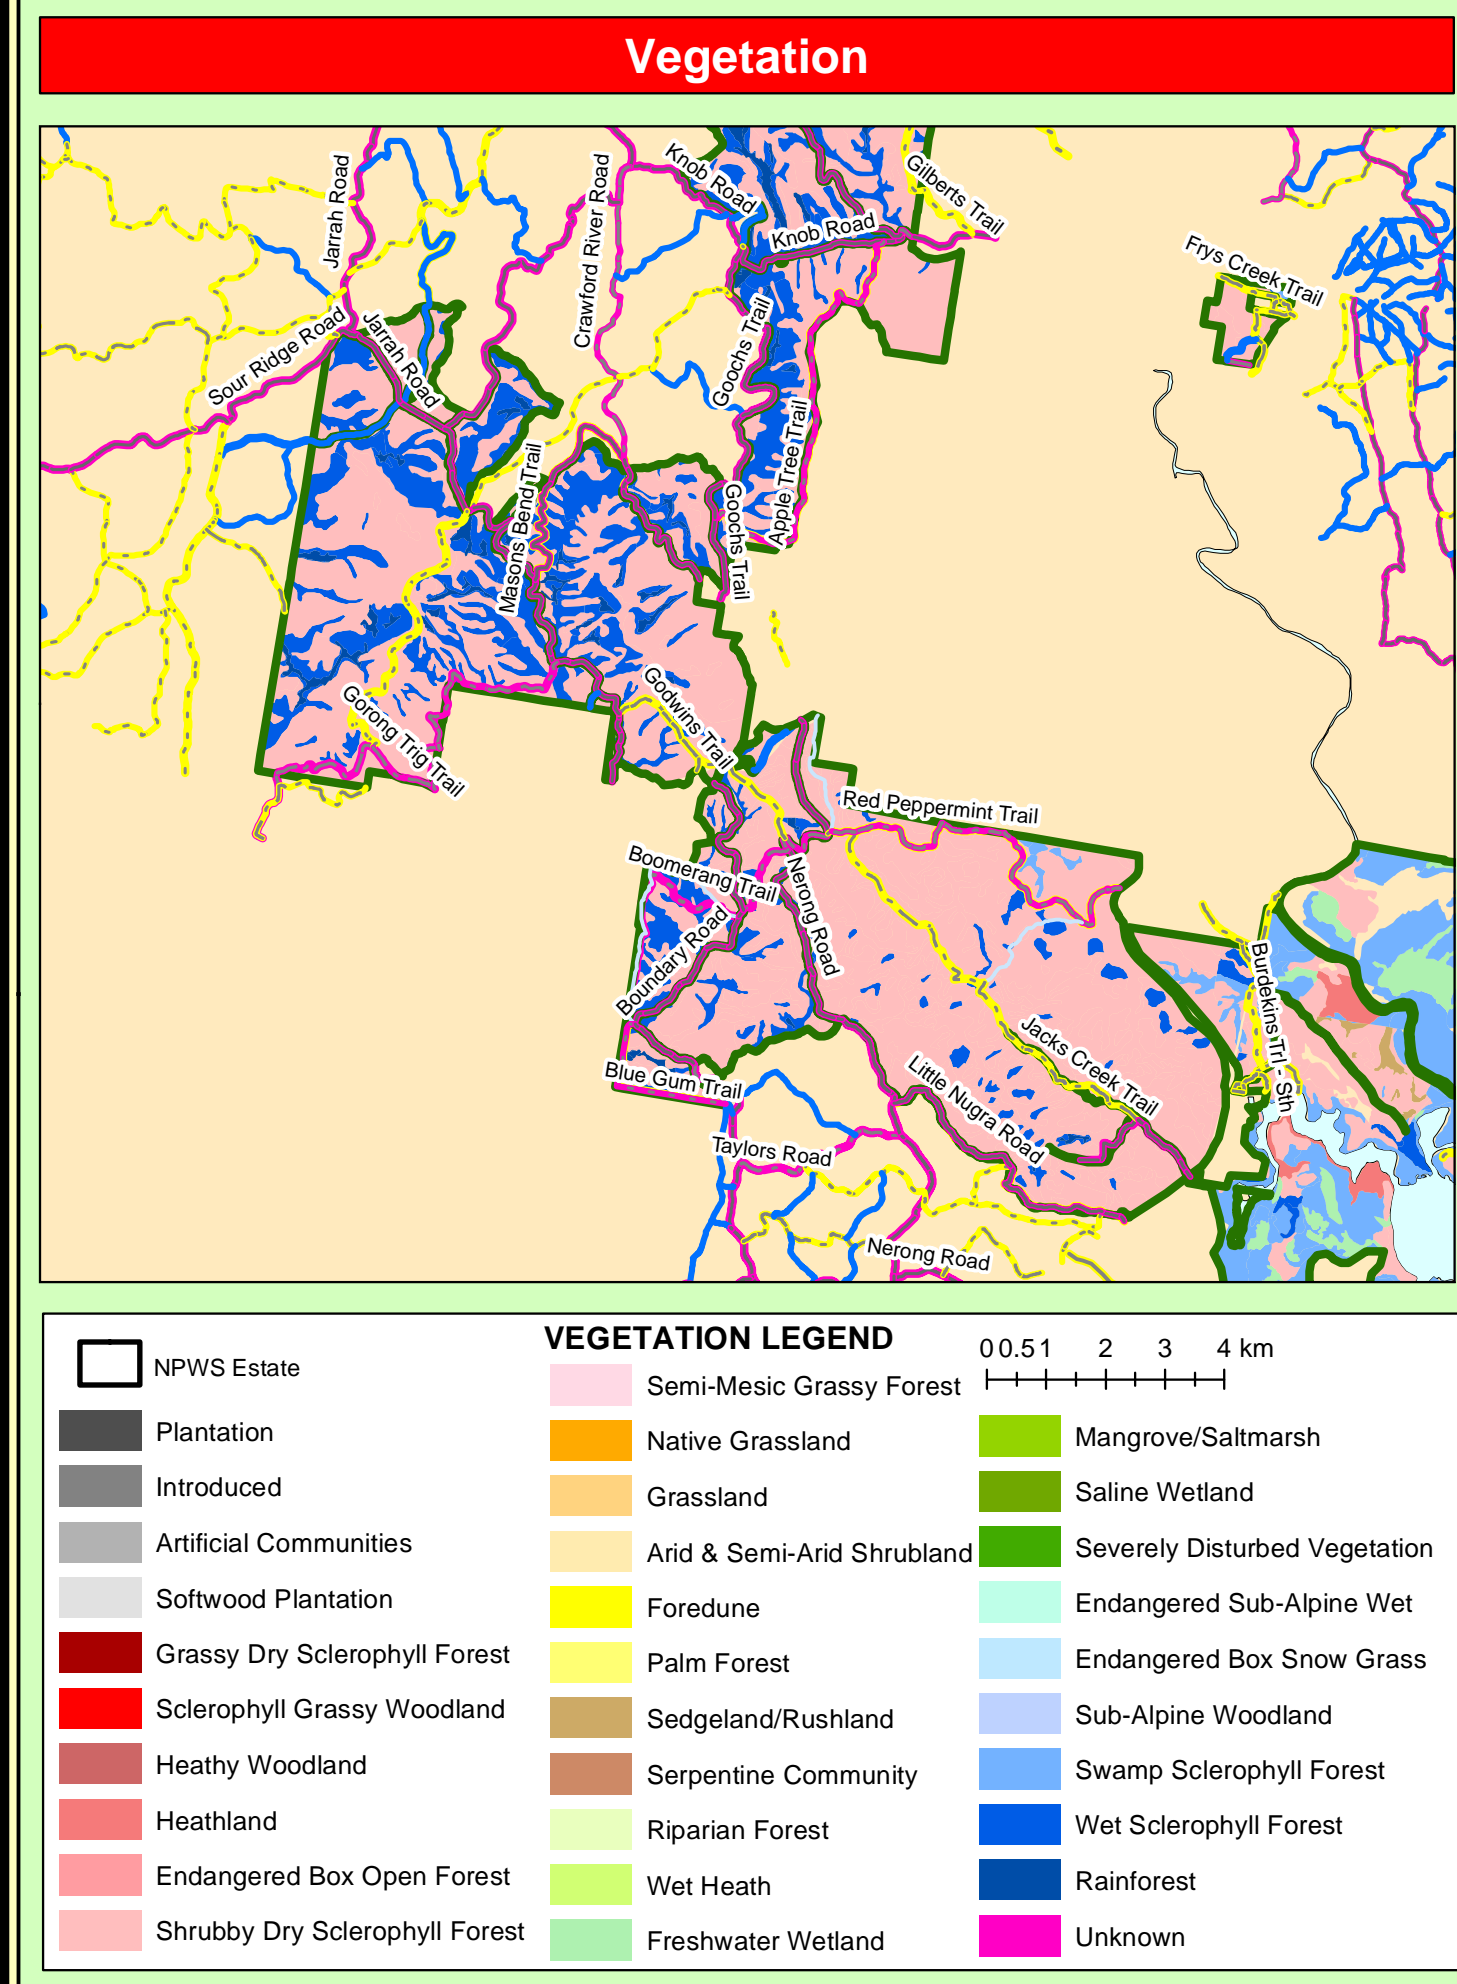 Vegetation
Jarrah Road
Crawford River Road
Knob Road
Knob Road
Gilberts Trail
Frys Creek Trail
Sour Ridge Road
Jarrah Road
Goochs Trail
Apple Tree Trail
Masons Bend Trail
Goochs Trail
Gorong Trig Trail
Godwins Trail
Red Peppermint Trail
Boomerang Trail
Nerong Road
Boundary Road
Burdekins Trl - Sth
Jacks Creek Trail
Little Nugra Road
Blue Gum Trail
Taylors Road
Nerong Road
VEGETATION LEGEND
0 0.5 1 2 3 4 km
NPWS Estate
Plantation
Introduced
Artificial Communities
Softwood Plantation
Grassy Dry Sclerophyll Forest
Sclerophyll Grassy Woodland
Heathy Woodland
Heathland
Endangered Box Open Forest
Shrubby Dry Sclerophyll Forest
Semi-Mesic Grassy Forest
Native Grassland
Grassland
Arid & Semi-Arid Shrubland
Foredune
Palm Forest
Sedgeland/Rushland
Serpentine Community
Riparian Forest
Wet Heath
Freshwater Wetland
Mangrove/Saltmarsh
Saline Wetland
Severely Disturbed Vegetation
Endangered Sub-Alpine Wet
Endangered Box Snow Grass
Sub-Alpine Woodland
Swamp Sclerophyll Forest
Wet Sclerophyll Forest
Rainforest
Unknown